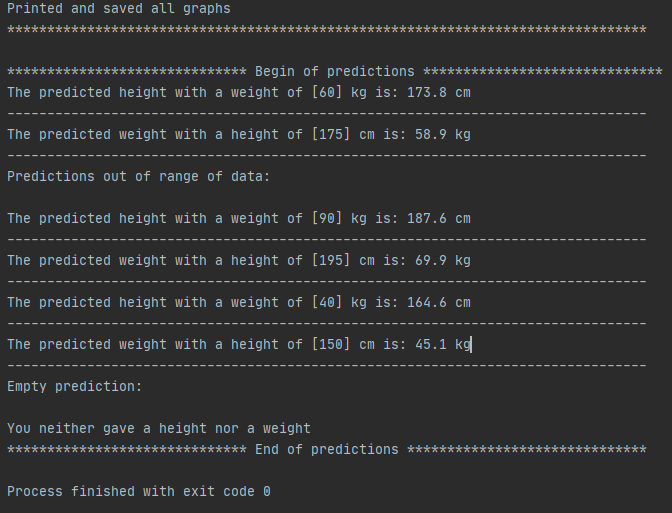 Printed and saved all graphs
********************************************************************************
****************************** Begin of predictions ******************************
The predicted height with a weight of [60] kg is: 173.8 cm
--------------------------------------------------------------------------------
The predicted weight with a height of [175] cm is: 58.9 kg
--------------------------------------------------------------------------------
Predictions out of range of data:
The predicted height with a weight of [90] kg is: 187.6 cm
--------------------------------------------------------------------------------
The predicted weight with a height of [195] cm is: 69.9 kg
--------------------------------------------------------------------------------
The predicted height with a weight of [40] kg is: 164.6 cm
--------------------------------------------------------------------------------
The predicted weight with a height of [150] cm is: 45.1 kg
--------------------------------------------------------------------------------
Empty prediction:
You neither gave a height nor a weight
****************************** End of predictions ******************************
Process finished with exit code 0